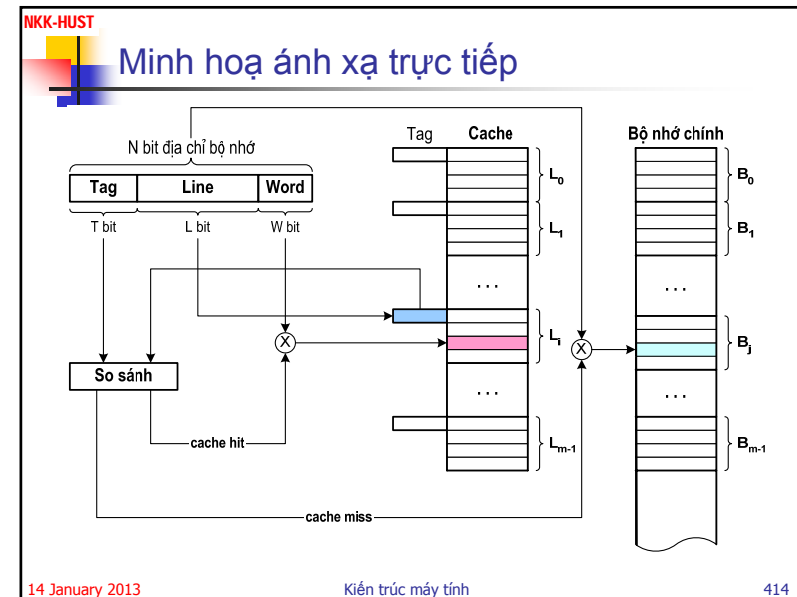 NKK-HUST
Minh hoạ ánh xạ trực tiếp
N bit địa chỉ bộ nhớ
Tag Line Word
T bit L bit W bit
Tag Cache Bộ nhớ chính
L0 B0
L1 B1
. . . . . .
Li Bj
X X
So sánh
. . . . . .
cache hit
Lm-1 Bm-1
cache miss
14 January 2013 Kiến trúc máy tính 414